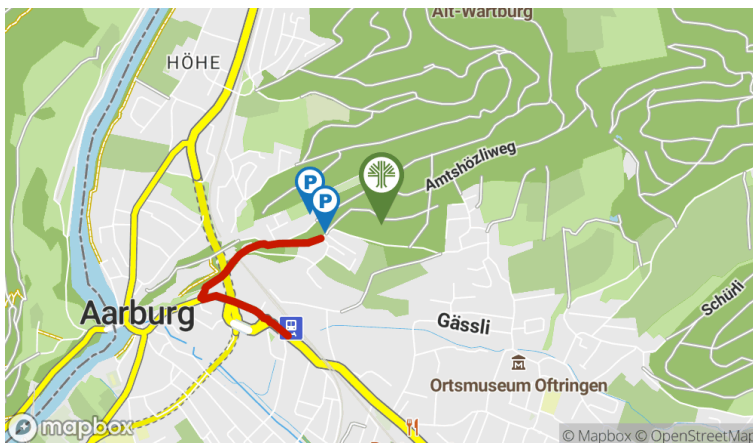 Alt-Wartburg
HÖHE
Amtshözliweg
P
P
Aarburg
Gässli
Schürli
Ortsmuseum Oftringen
M
mapbox
© Mapbox © OpenStreetMap